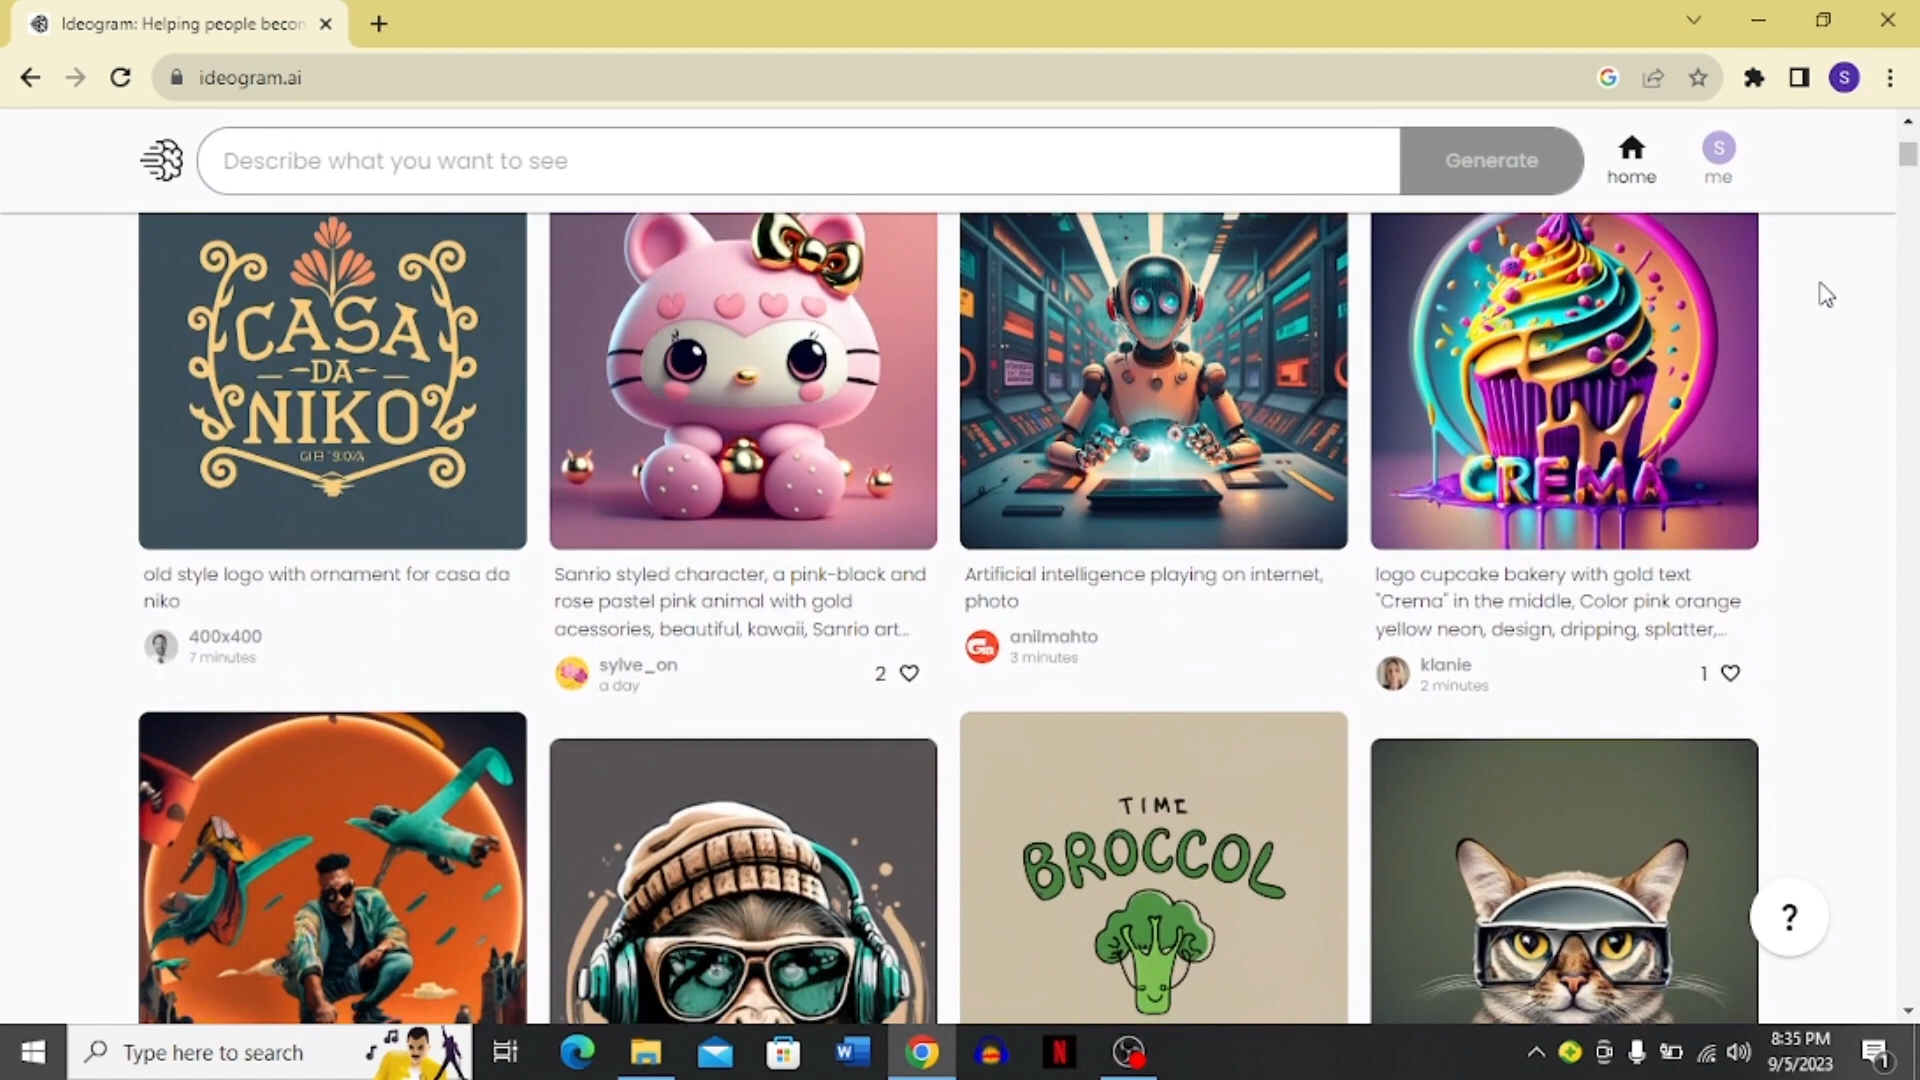 Ideogram: Helping people becon
ideogram.ai
S
Describe what you want to see
Generate
home
S
me
CASA
DA
NIKO
CREMA
old style logo with ornament for casa da
niko
400x400
7 minutes
Sanrio styled character, a pink-black and
rose pastel pink animal with gold
acessories, beautiful, kawaii, Sanrio art...
sylve_on
a day
2
Artificial intelligence playing on internet,
photo
anilmahto
3 minutes
logo cupcake bakery with gold text
"Crema" in the middle, Color pink orange
yellow neon, design, dripping, splatter,...
klanie
2 minutes
1
TIME
BROCCOL
?
Type here to search
W
N
8:35 PM
9/5/2023
1